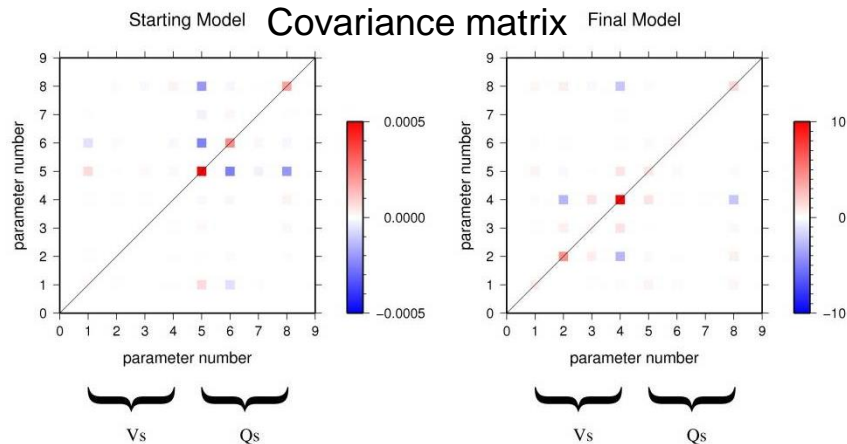 Covariance matrix
Starting Model
9
8
7
6
5
4
3
2
1
0
parameter number
0 1 2 3 4 5 6 7 8 9
parameter number
0.0005
0.0000
−0.0005
Vs
Qs
Final Model
9
8
7
6
5
4
3
2
1
0
parameter number
0 1 2 3 4 5 6 7 8 9
parameter number
10
0
−10
Vs
Qs